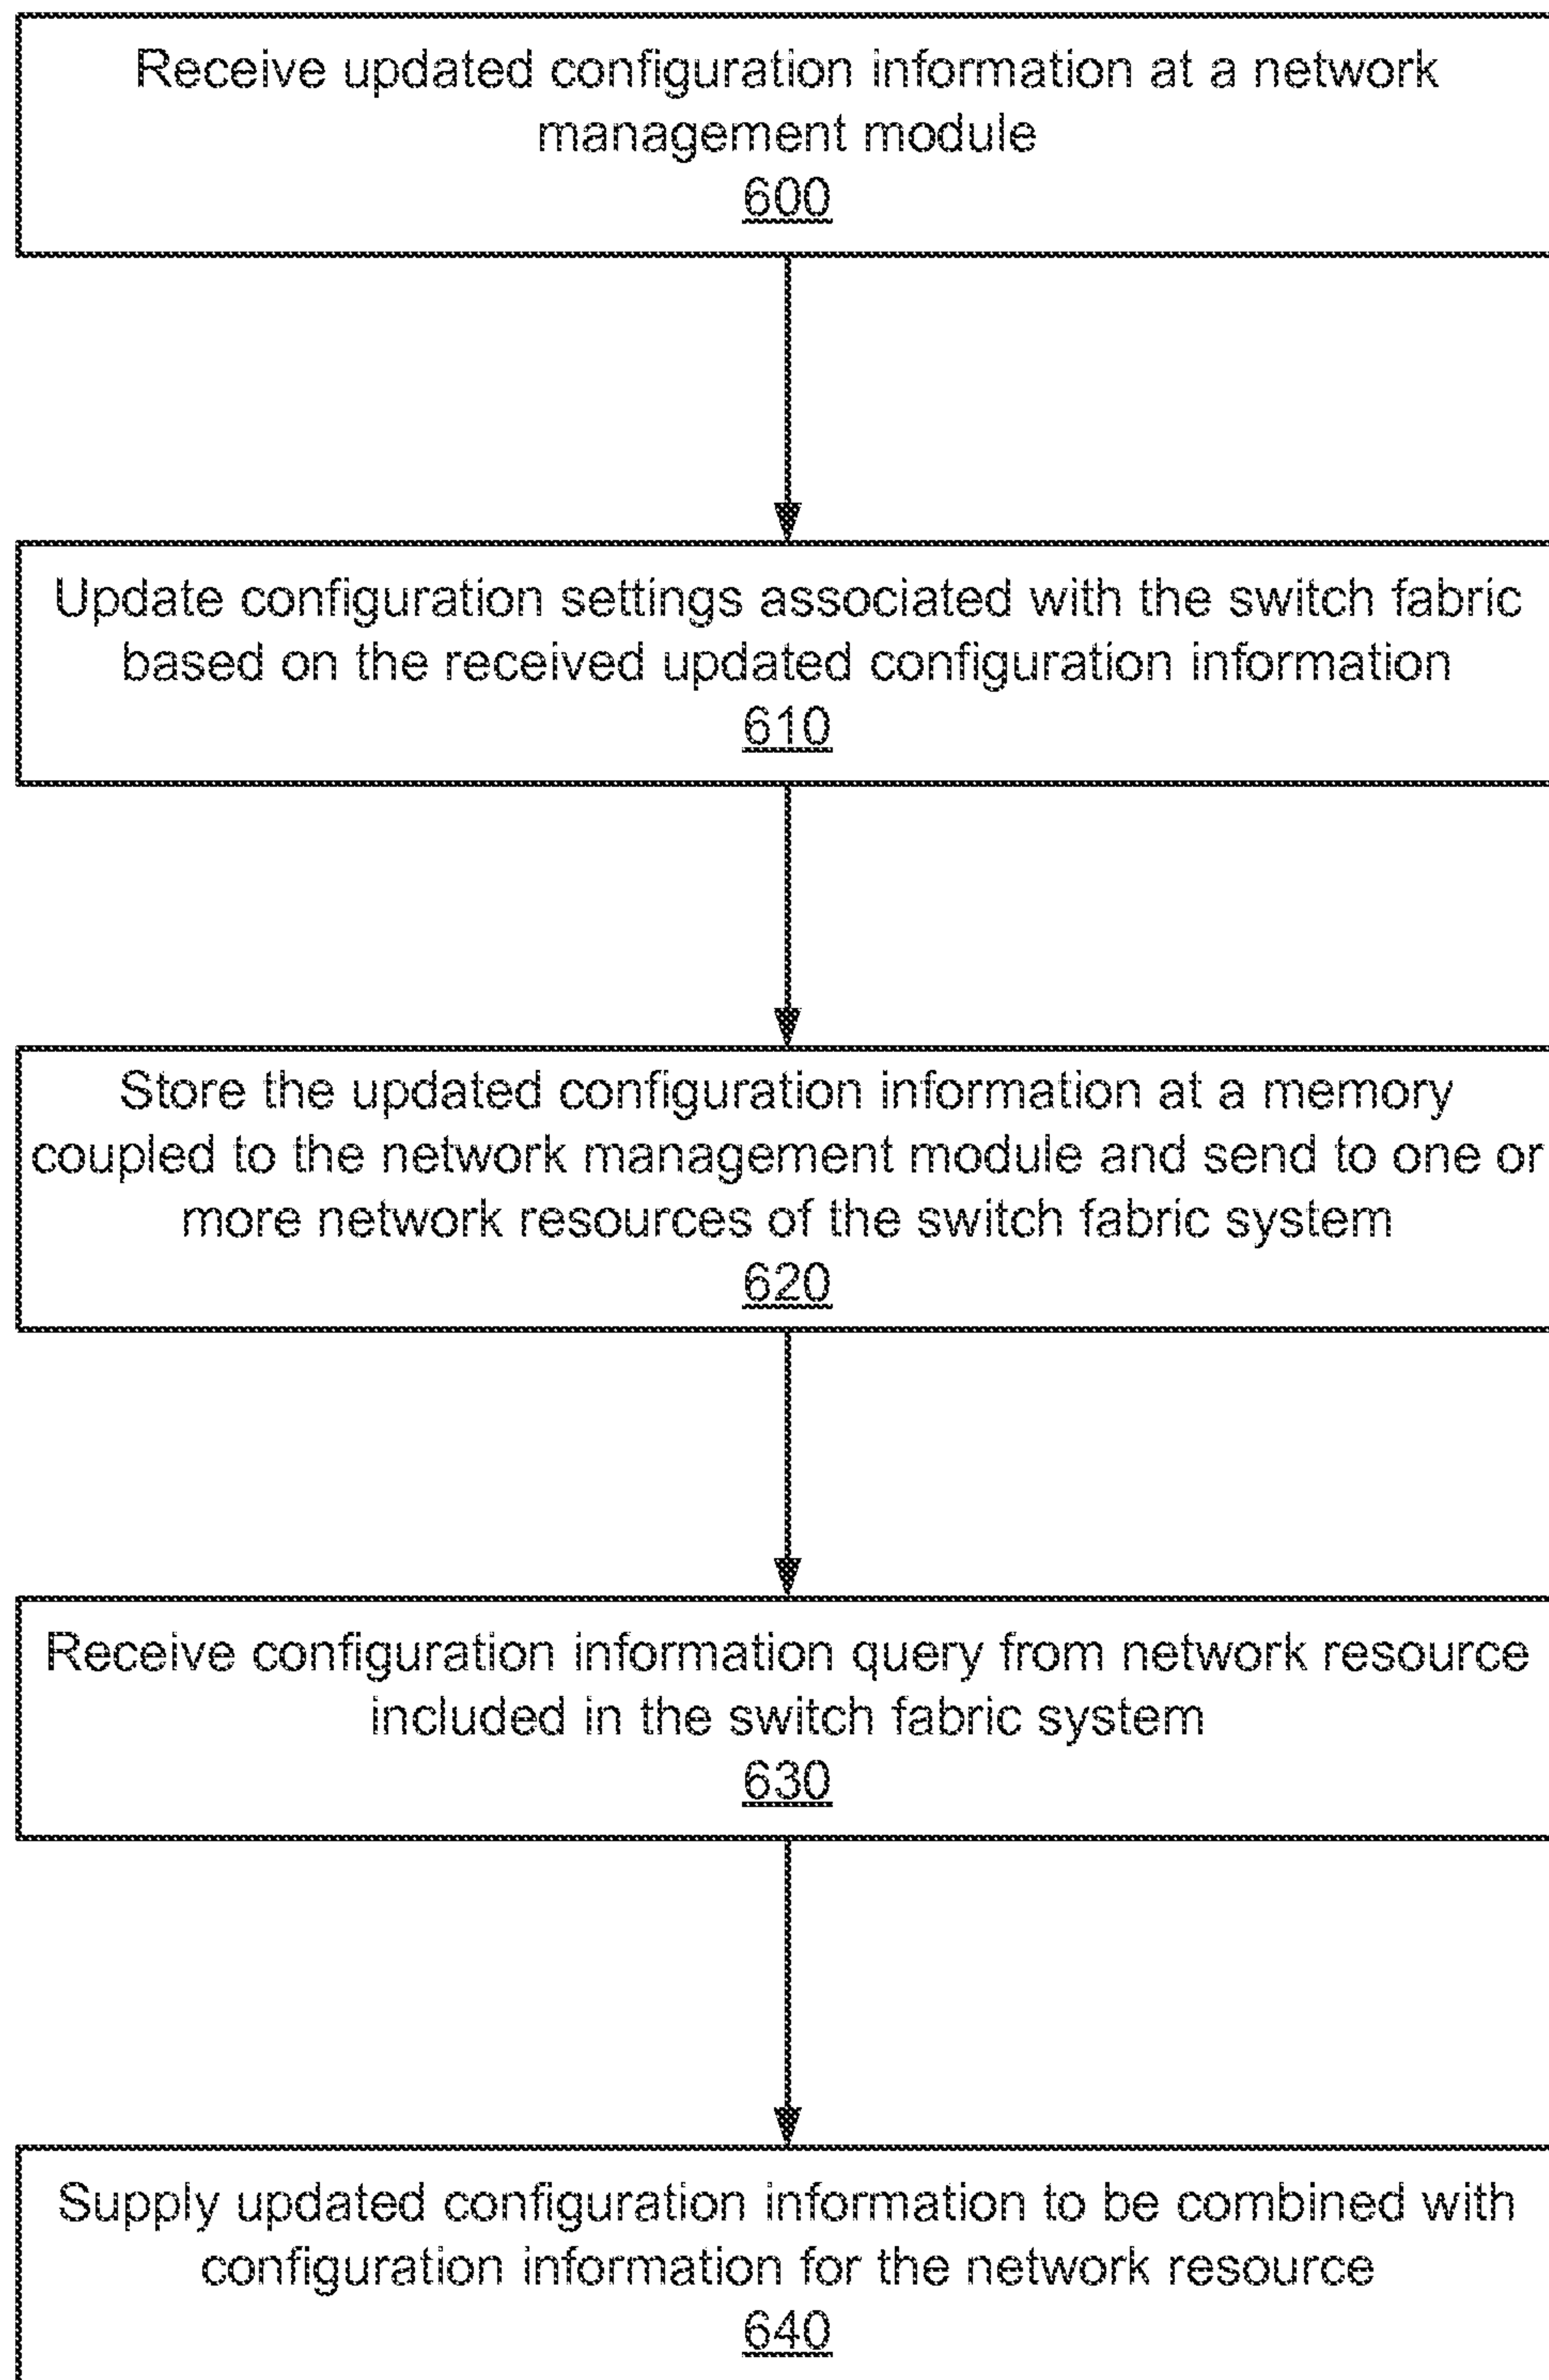 Receive updated configuration information at a network
management module
600
Update configuration settings associated with the switch fabric
based on the received updated configuration information
610
Store the updated configuration information at a memory
coupled to the network management module and send to one or
more network resources of the switch fabric system
620
Receive configuration information query from network resource
included in the switch fabric system
630
Supply updated configuration information to be combined with
configuration information for the network resource
640